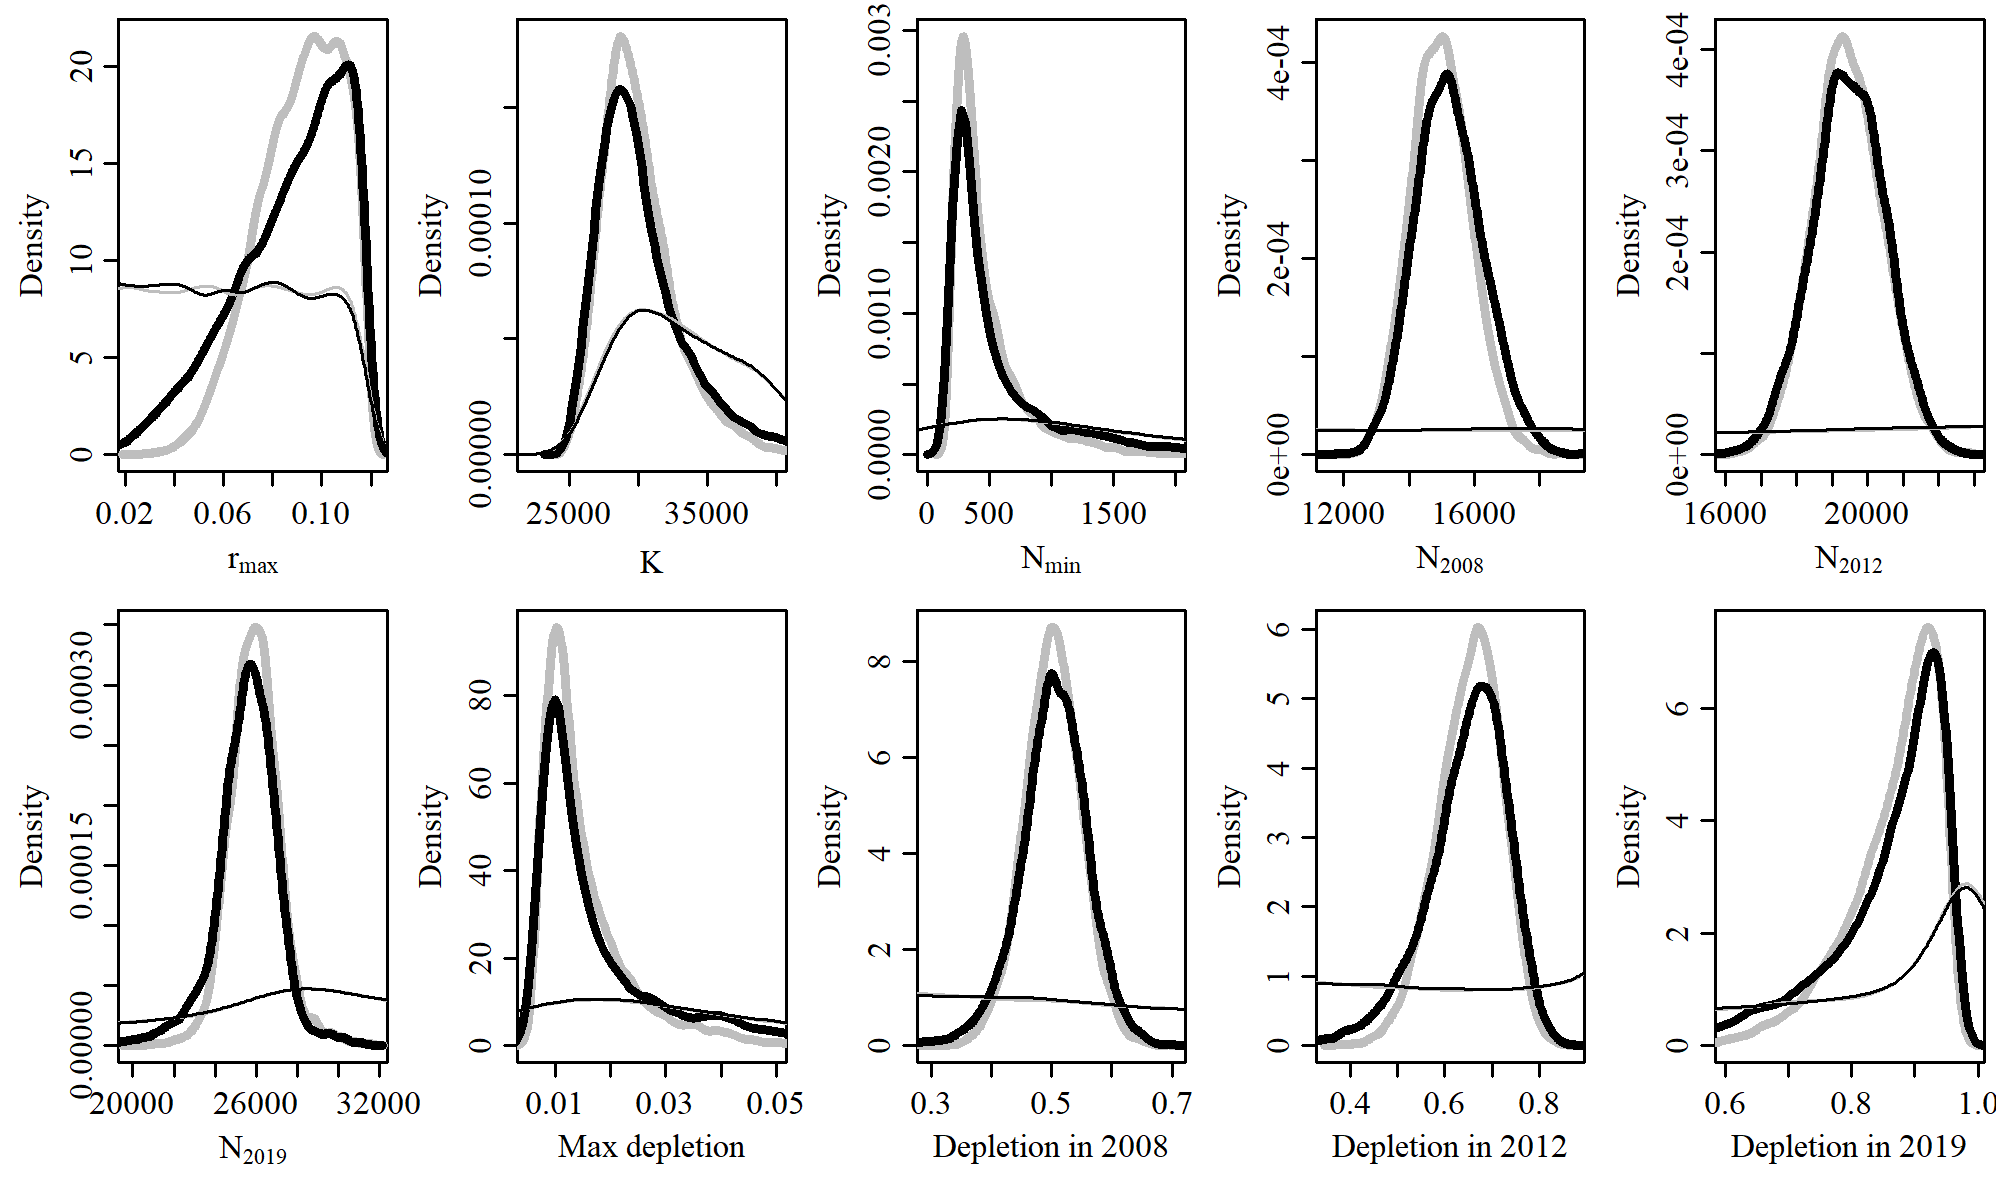 Density
0 5 10 15 20
0.02 0.06 0.10
r_max
Density
0.0000 0.0010
25000 35000
K
Density
0.0000 0.0010 0.0020 0.003
0 500 1500
N_min
Density
0e+00 2e-04 4e-04
12000 16000
N_2008
Density
0e+00 2e-04 3e-04 4e-04
16000 20000
N_2012
Density
0.00000 0.00015 0.00030
20000 26000 32000
N_2019
Density
0 20 40 60 80
0.01 0.03 0.05
Max depletion
Density
0 2 4 6 8
0.3 0.5 0.7
Depletion in 2008
Density
0 1 2 3 4 5 6
0.4 0.6 0.8
Depletion in 2012
Density
0 2 4 6
0.6 0.8 1.0
Depletion in 2019